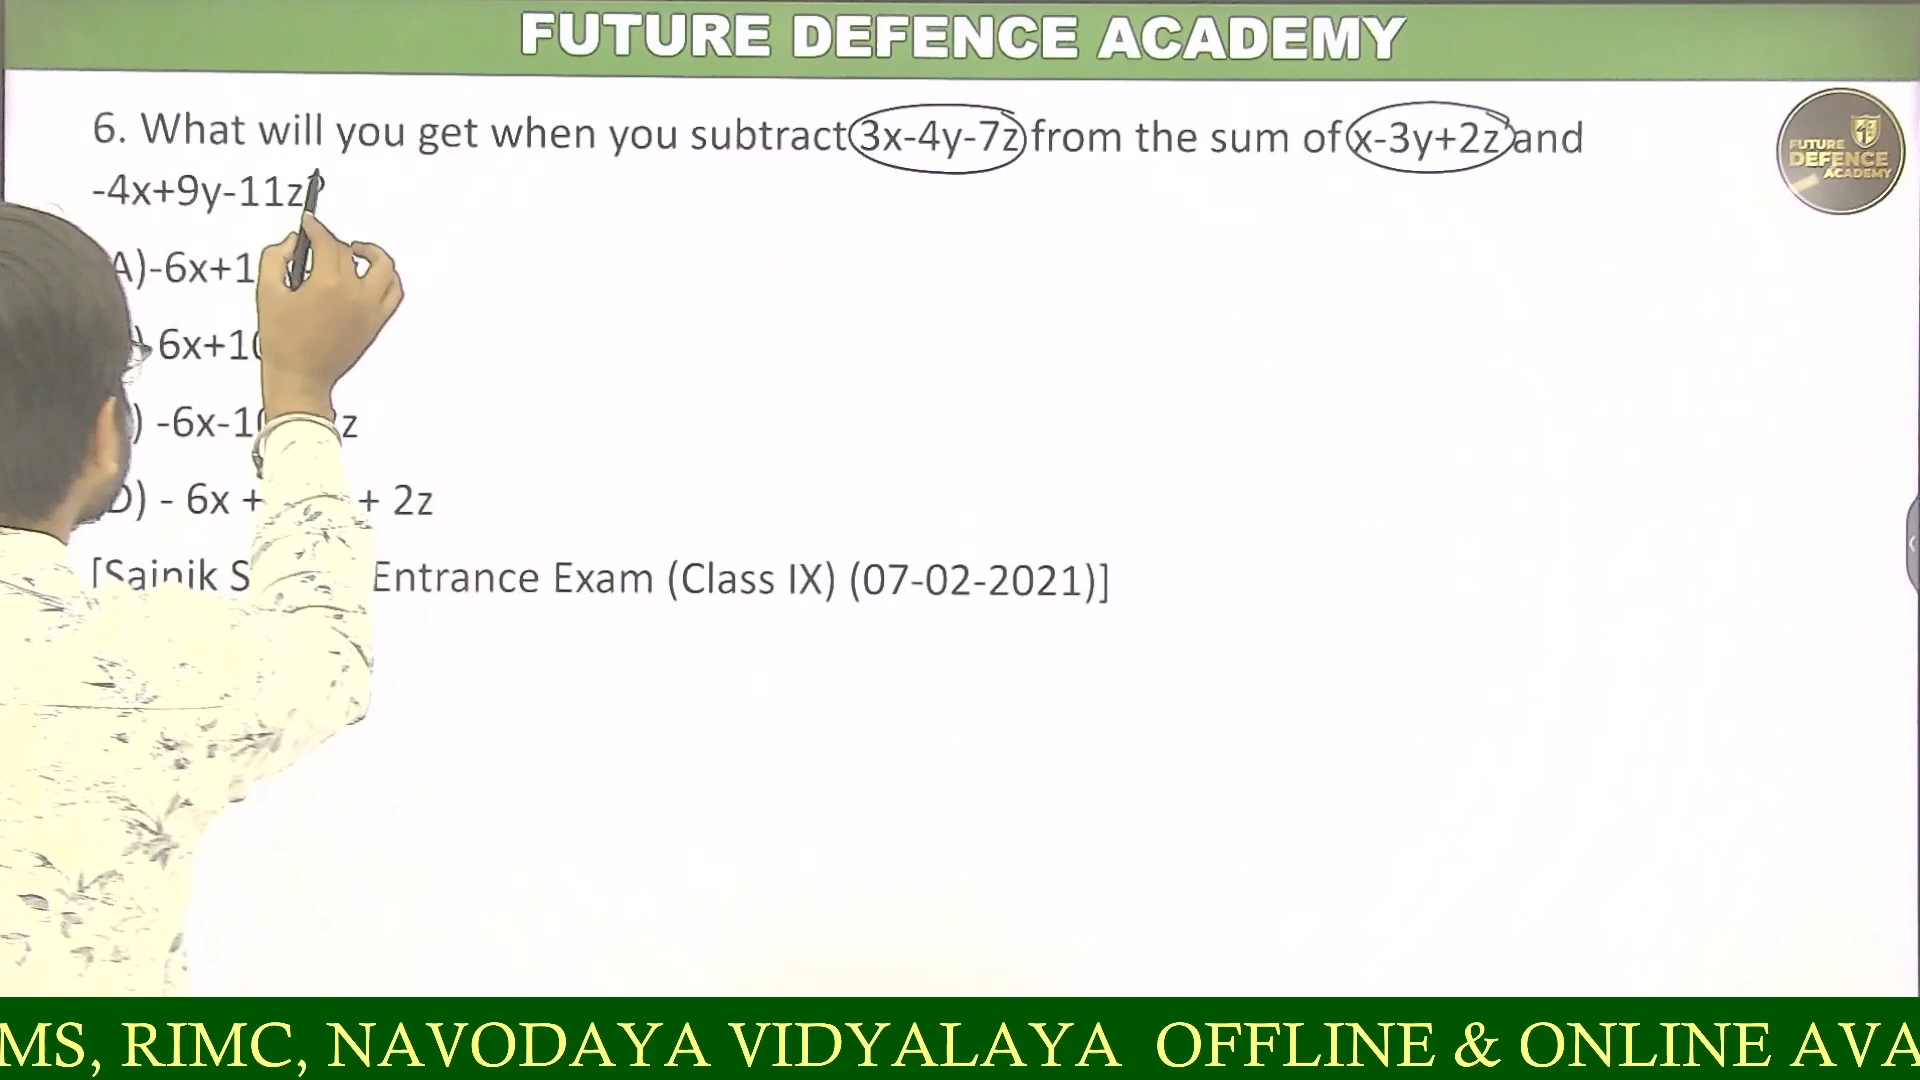 FUTURE DEFENCE ACADEMY
6. What will you get when you subtract 3x-4y-7z from the sum of x-3y+2z and
-4x+9y-11z?
FUTURE
DEFENCE
ACADEMY
A)-6x+1
) 6x+10
) -6x-10 z
D) - 6x + + 2z
[Sainik S Entrance Exam (Class IX) (07-02-2021)]
MS, RIMC, NAVODAYA VIDYALAYA OFFLINE & ONLINE AVA